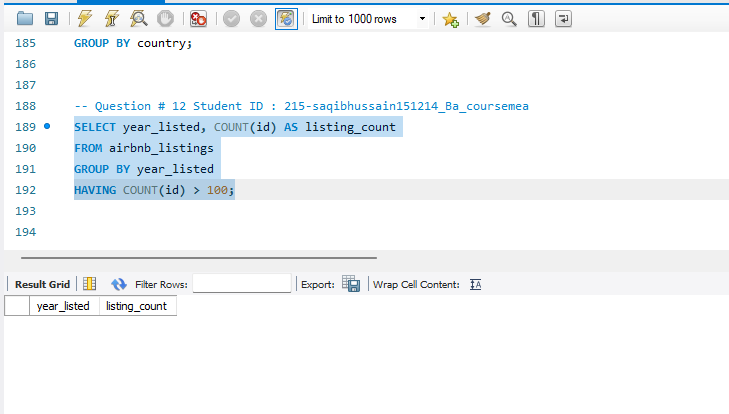 Limit to 1000 rows
185 GROUP BY country;
186
187
188 -- Question # 12 Student ID : 215-saqibhussain151214_Ba_coursemea
189 SELECT year_listed, COUNT(id) AS listing_count
190 FROM airbnb_listings
191 GROUP BY year_listed
192 HAVING COUNT(id) > 100;
193
194
Result Grid Filter Rows: Export: Wrap Cell Content: IA
year_listed listing_count